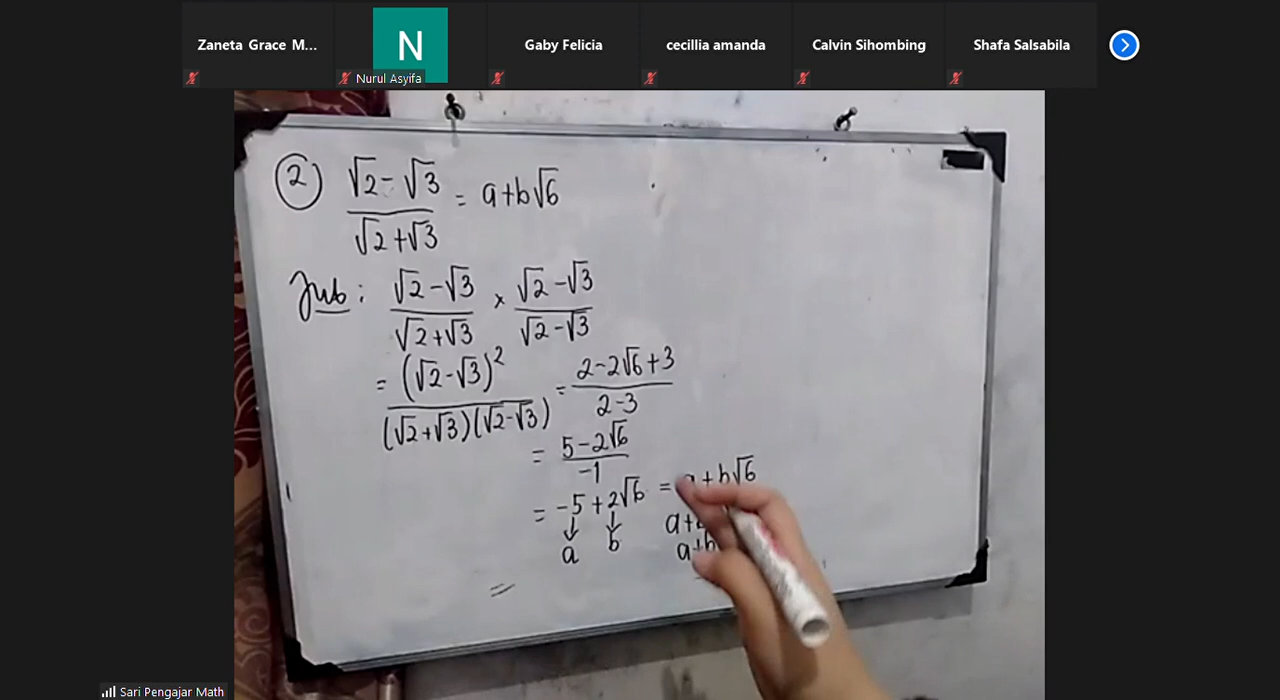 Zaneta Grace M...
N
Nurul Asyifa
Gaby Felicia
cecillia amanda
Calvin Sihombing
Shafa Salsabila
2 √2 - √3 / √2 + √3 = a + b√6
Jwb : √2 - √3 / √2 + √3 × √2 - √3 / √2 - √3
= (√2 - √3)² / (√2 + √3)(√2 - √3) = 2 - 2√6 + 3 / 2 - 3
= 5 - 2√6 / -1
= -5 + 2√6 = a + b√6
a b
a+
a+b
Sari Pengajar Math